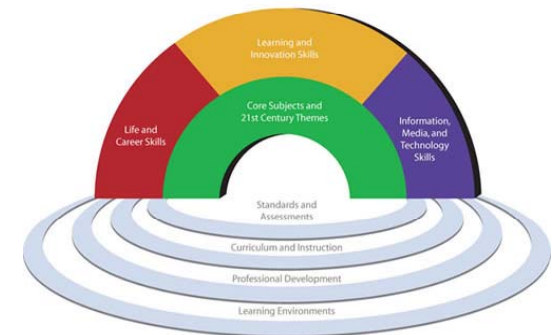 Learning and
Innovation Skills
Core Subjects and
21st Century Themes
Life and
Career Skills
Information,
Media, and
Technology
Skills
Standards and
Assessments
Curriculum and Instruction
Professional Development
Learning Environments